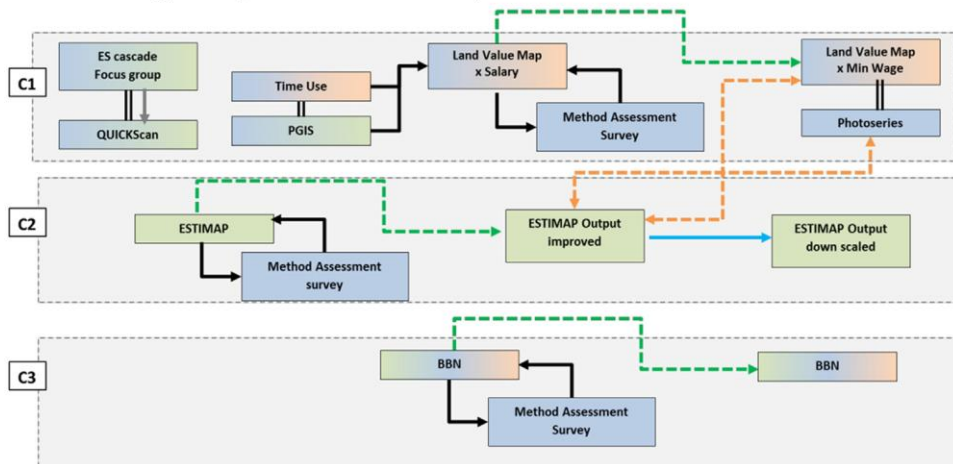 C1
ES cascade
Focus group
QUICKScan
Time Use
PGIS
Land Value Map
x Salary
Method Assessment
Survey
Land Value Map
x Min Wage
Photoseries
C2
ESTIMAP
Method Assessment
survey
ESTIMAP Output
improved
ESTIMAP Output
down scaled
C3
BBN
Method Assessment
Survey
BBN